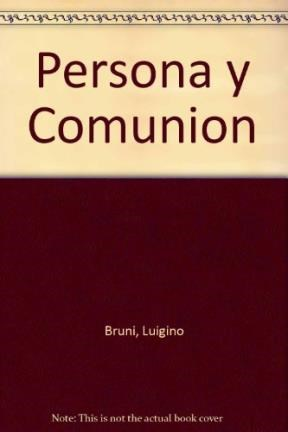 Persona y
Comunion
Bruni, Luigino
Note: This is not the actual book cover